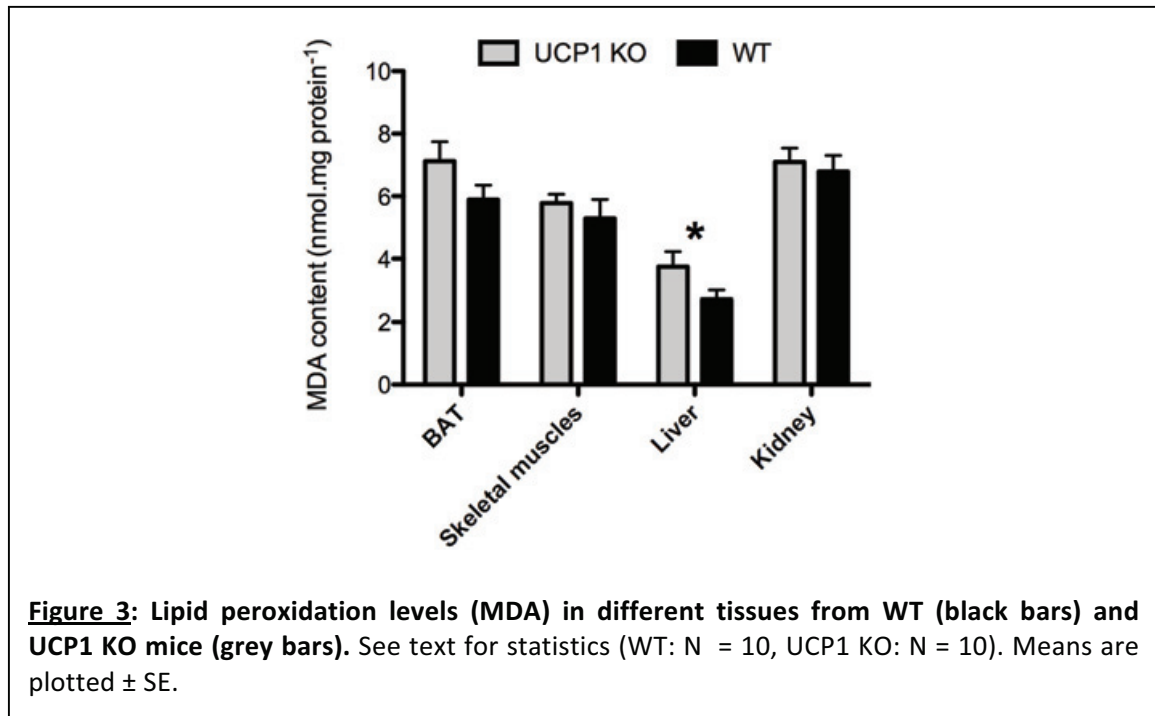 UCP1 KO WT
MDA content (nmol.mg protein⁻¹)
10
8
6
4
2
0
*
BAT
Skeletal muscles
Liver
Kidney
Figure 3: Lipid peroxidation levels (MDA) in different tissues from WT (black bars) and
UCP1 KO mice (grey bars). See text for statistics (WT: N = 10, UCP1 KO: N = 10). Means are
plotted ± SE.